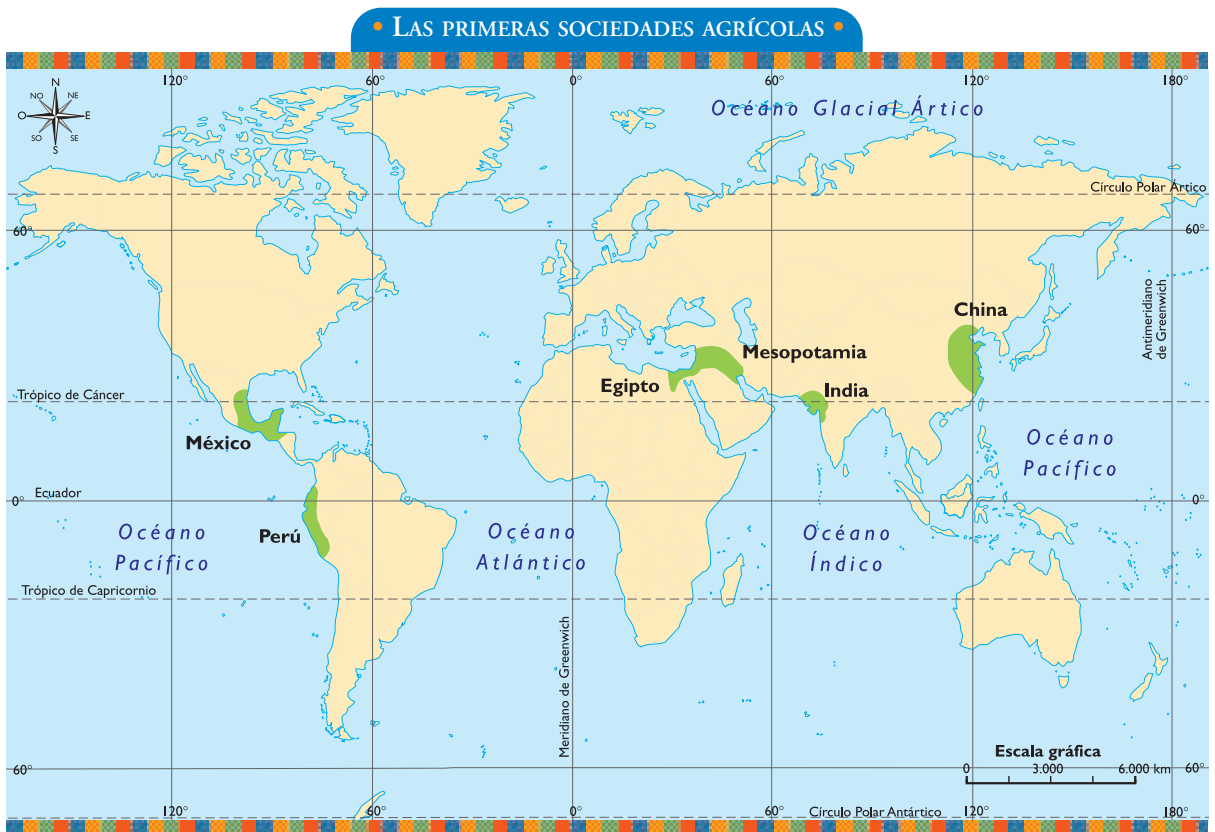 • LAS PRIMERAS SOCIEDADES AGRÍCOLAS •
120° 60° 0° 60° 120° 180°
N
NO NE
O E
SO SE
S
Océano Glacial Ártico
Círculo Polar Ártico
60° 60°
Antimeridiano
de Greenwich
China
Mesopotamia
Egipto
India
Trópico de Cáncer
México
Océano
Pacífico
Ecuador
0° 0°
Perú
Océano
Pacífico
Océano
Atlántico
Océano
Índico
Trópico de Capricornio
Meridiano de Greenwich
Escala gráfica
0 3.000 6.000 km
60° 60°
Círculo Polar Antártico
120° 60° 0° 60° 120° 180°